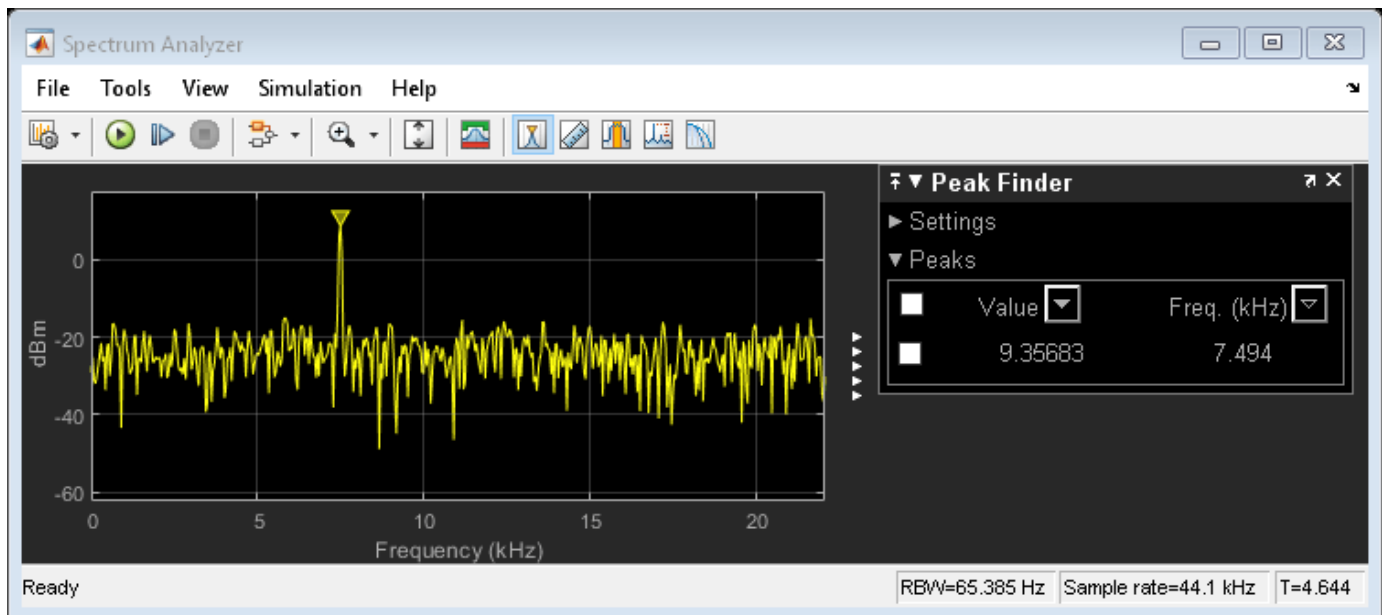 Spectrum Analyzer
File Tools View Simulation Help
Peak Finder
Settings
Peaks
Value Freq. (kHz)
9.35683 7.494
0
-20
-40
-60
dBm
0 5 10 15 20
Frequency (kHz)
Ready RBW=65.385 Hz Sample rate=44.1 kHz T=4.644